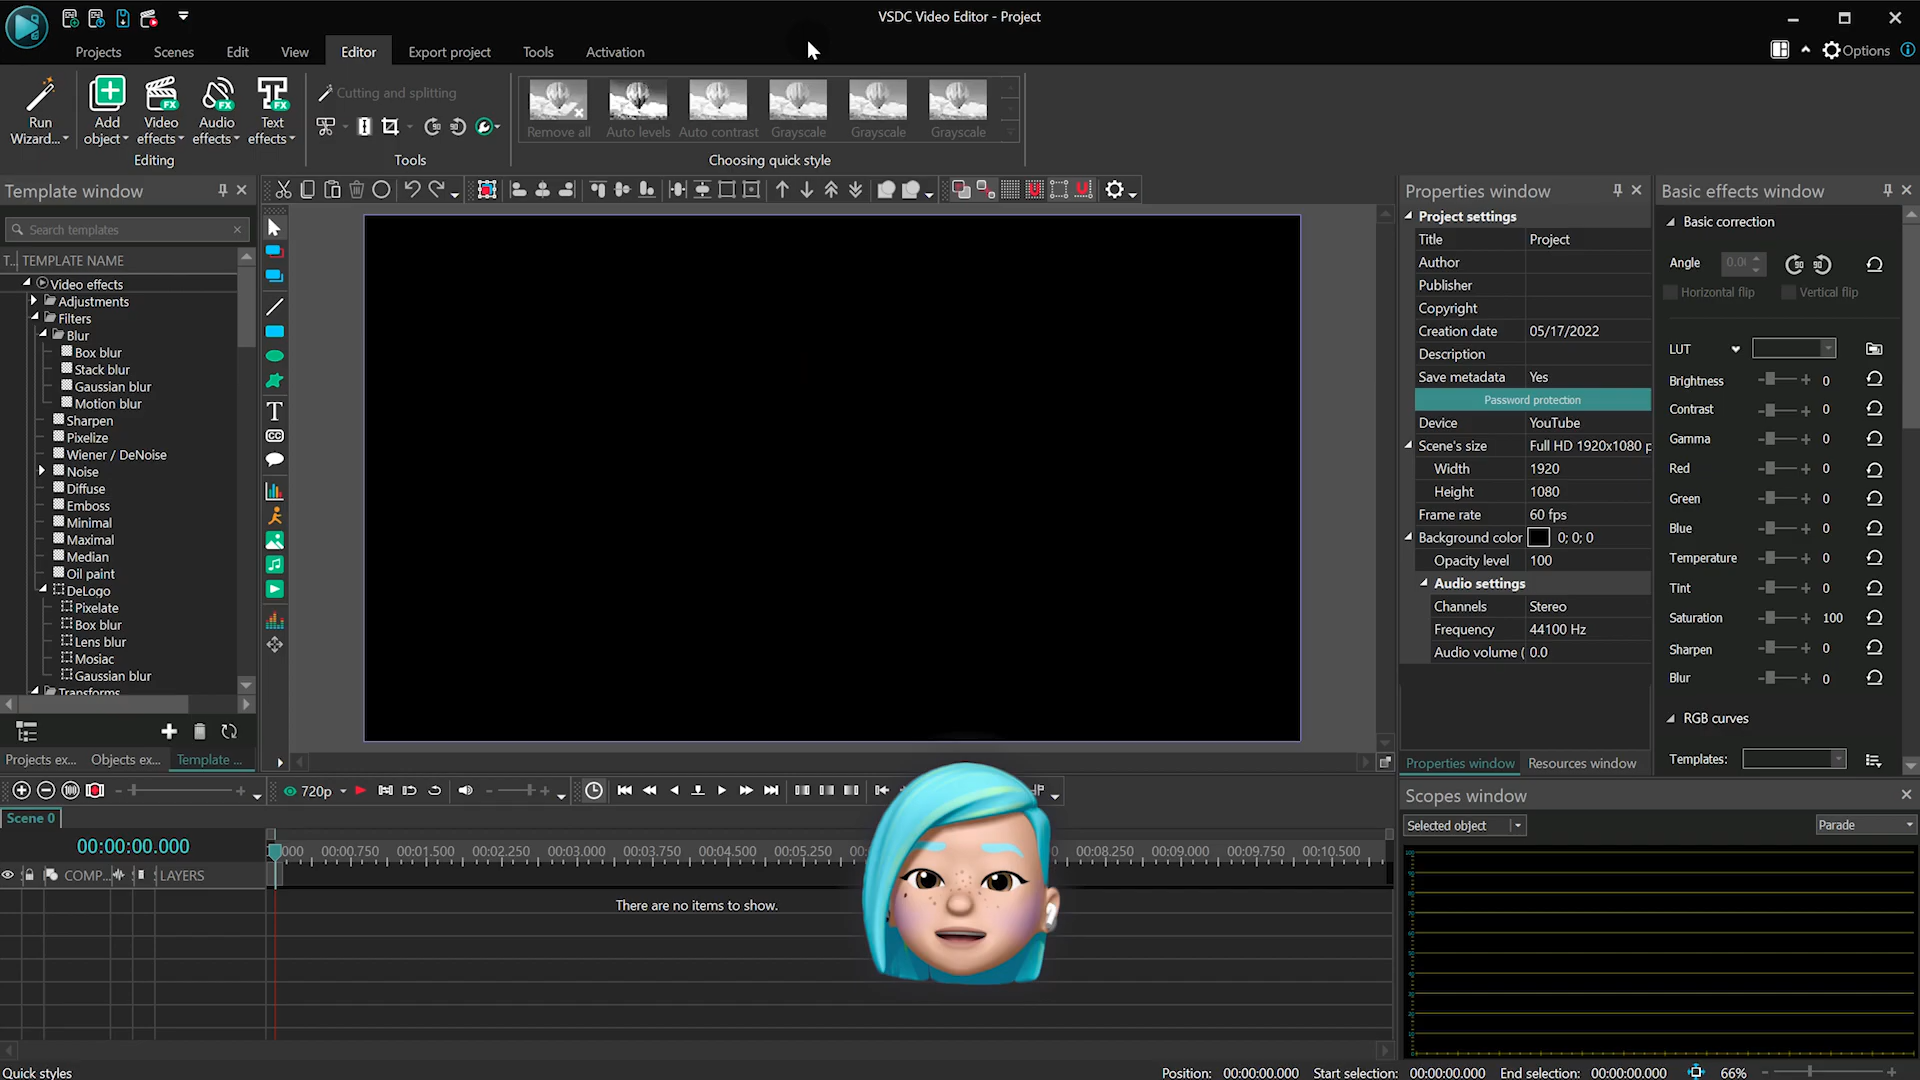 VSDC Video Editor - Project
Projects
Scenes
Edit
View
Editor
Export project
Tools
Activation
Options
Run Wizard...
Add object
Video effects
Audio effects
Text effects
Cutting and splitting
Remove all
Auto levels
Auto contrast
Grayscale
Grayscale
Grayscale
Editing
Tools
Choosing quick style
Template window
Search templates
T...
TEMPLATE NAME
Video effects
Adjustments
Filters
Blur
Box blur
Stack blur
Gaussian blur
Motion blur
Sharpen
Pixelize
Wiener / DeNoise
Noise
Diffuse
Emboss
Minimal
Maximal
Median
Oil paint
DeLogo
Pixelate
Box blur
Lens blur
Mosiac
Gaussian blur
Transforms
Projects ex...
Objects ex...
Template ...
Properties window
Project settings
Title Project
Author
Publisher
Copyright
Creation date 05/17/2022
Description
Save metadata Yes
Password protection
Device YouTube
Scene's size Full HD 1920x1080 p
Width 1920
Height 1080
Frame rate 60 fps
Background color 0; 0; 0
Opacity level 100
Audio settings
Channels Stereo
Frequency 44100 Hz
Audio volume ( 0.0
Properties window
Resources window
Basic effects window
Basic correction
Angle 0.0
90 90
Horizontal flip
Vertical flip
LUT
Brightness 0
Contrast 0
Gamma 0
Red 0
Green 0
Blue 0
Temperature 0
Tint 0
Saturation 100
Sharpen 0
Blur 0
RGB curves
Templates:
720p
Scene 0
00:00:00.000
000 00:00.750 00:01.500 00:02.250 00:03.000 00:03.750 00:04.500 00:05.250 00: 00:08.250 00:09.000 00:09.750 00:10.500
COMP...
LAYERS
There are no items to show.
Scopes window
Selected object
Parade
Quick styles
Position: 00:00:00.000
Start selection: 00:00:00.000
End selection: 00:00:00.000
66%